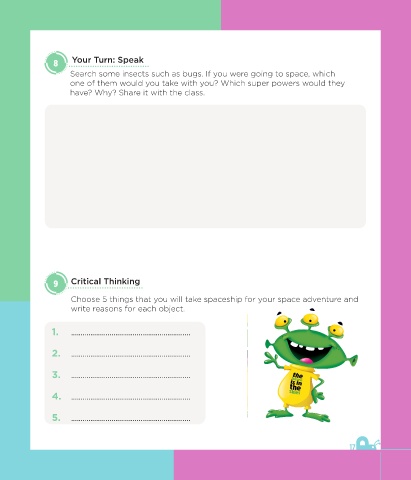 8 Your Turn: Speak
Search some insects such as bugs. If you were going to space, which
one of them would you take with you? Which super powers would they
have? Why? Share it with the class.
9 Critical Thinking
Choose 5 things that you will take spaceship for your space adventure and
write reasons for each object.
1. ................................................
2. ................................................
3. ................................................
4. ................................................
5. ................................................
the
is in
the